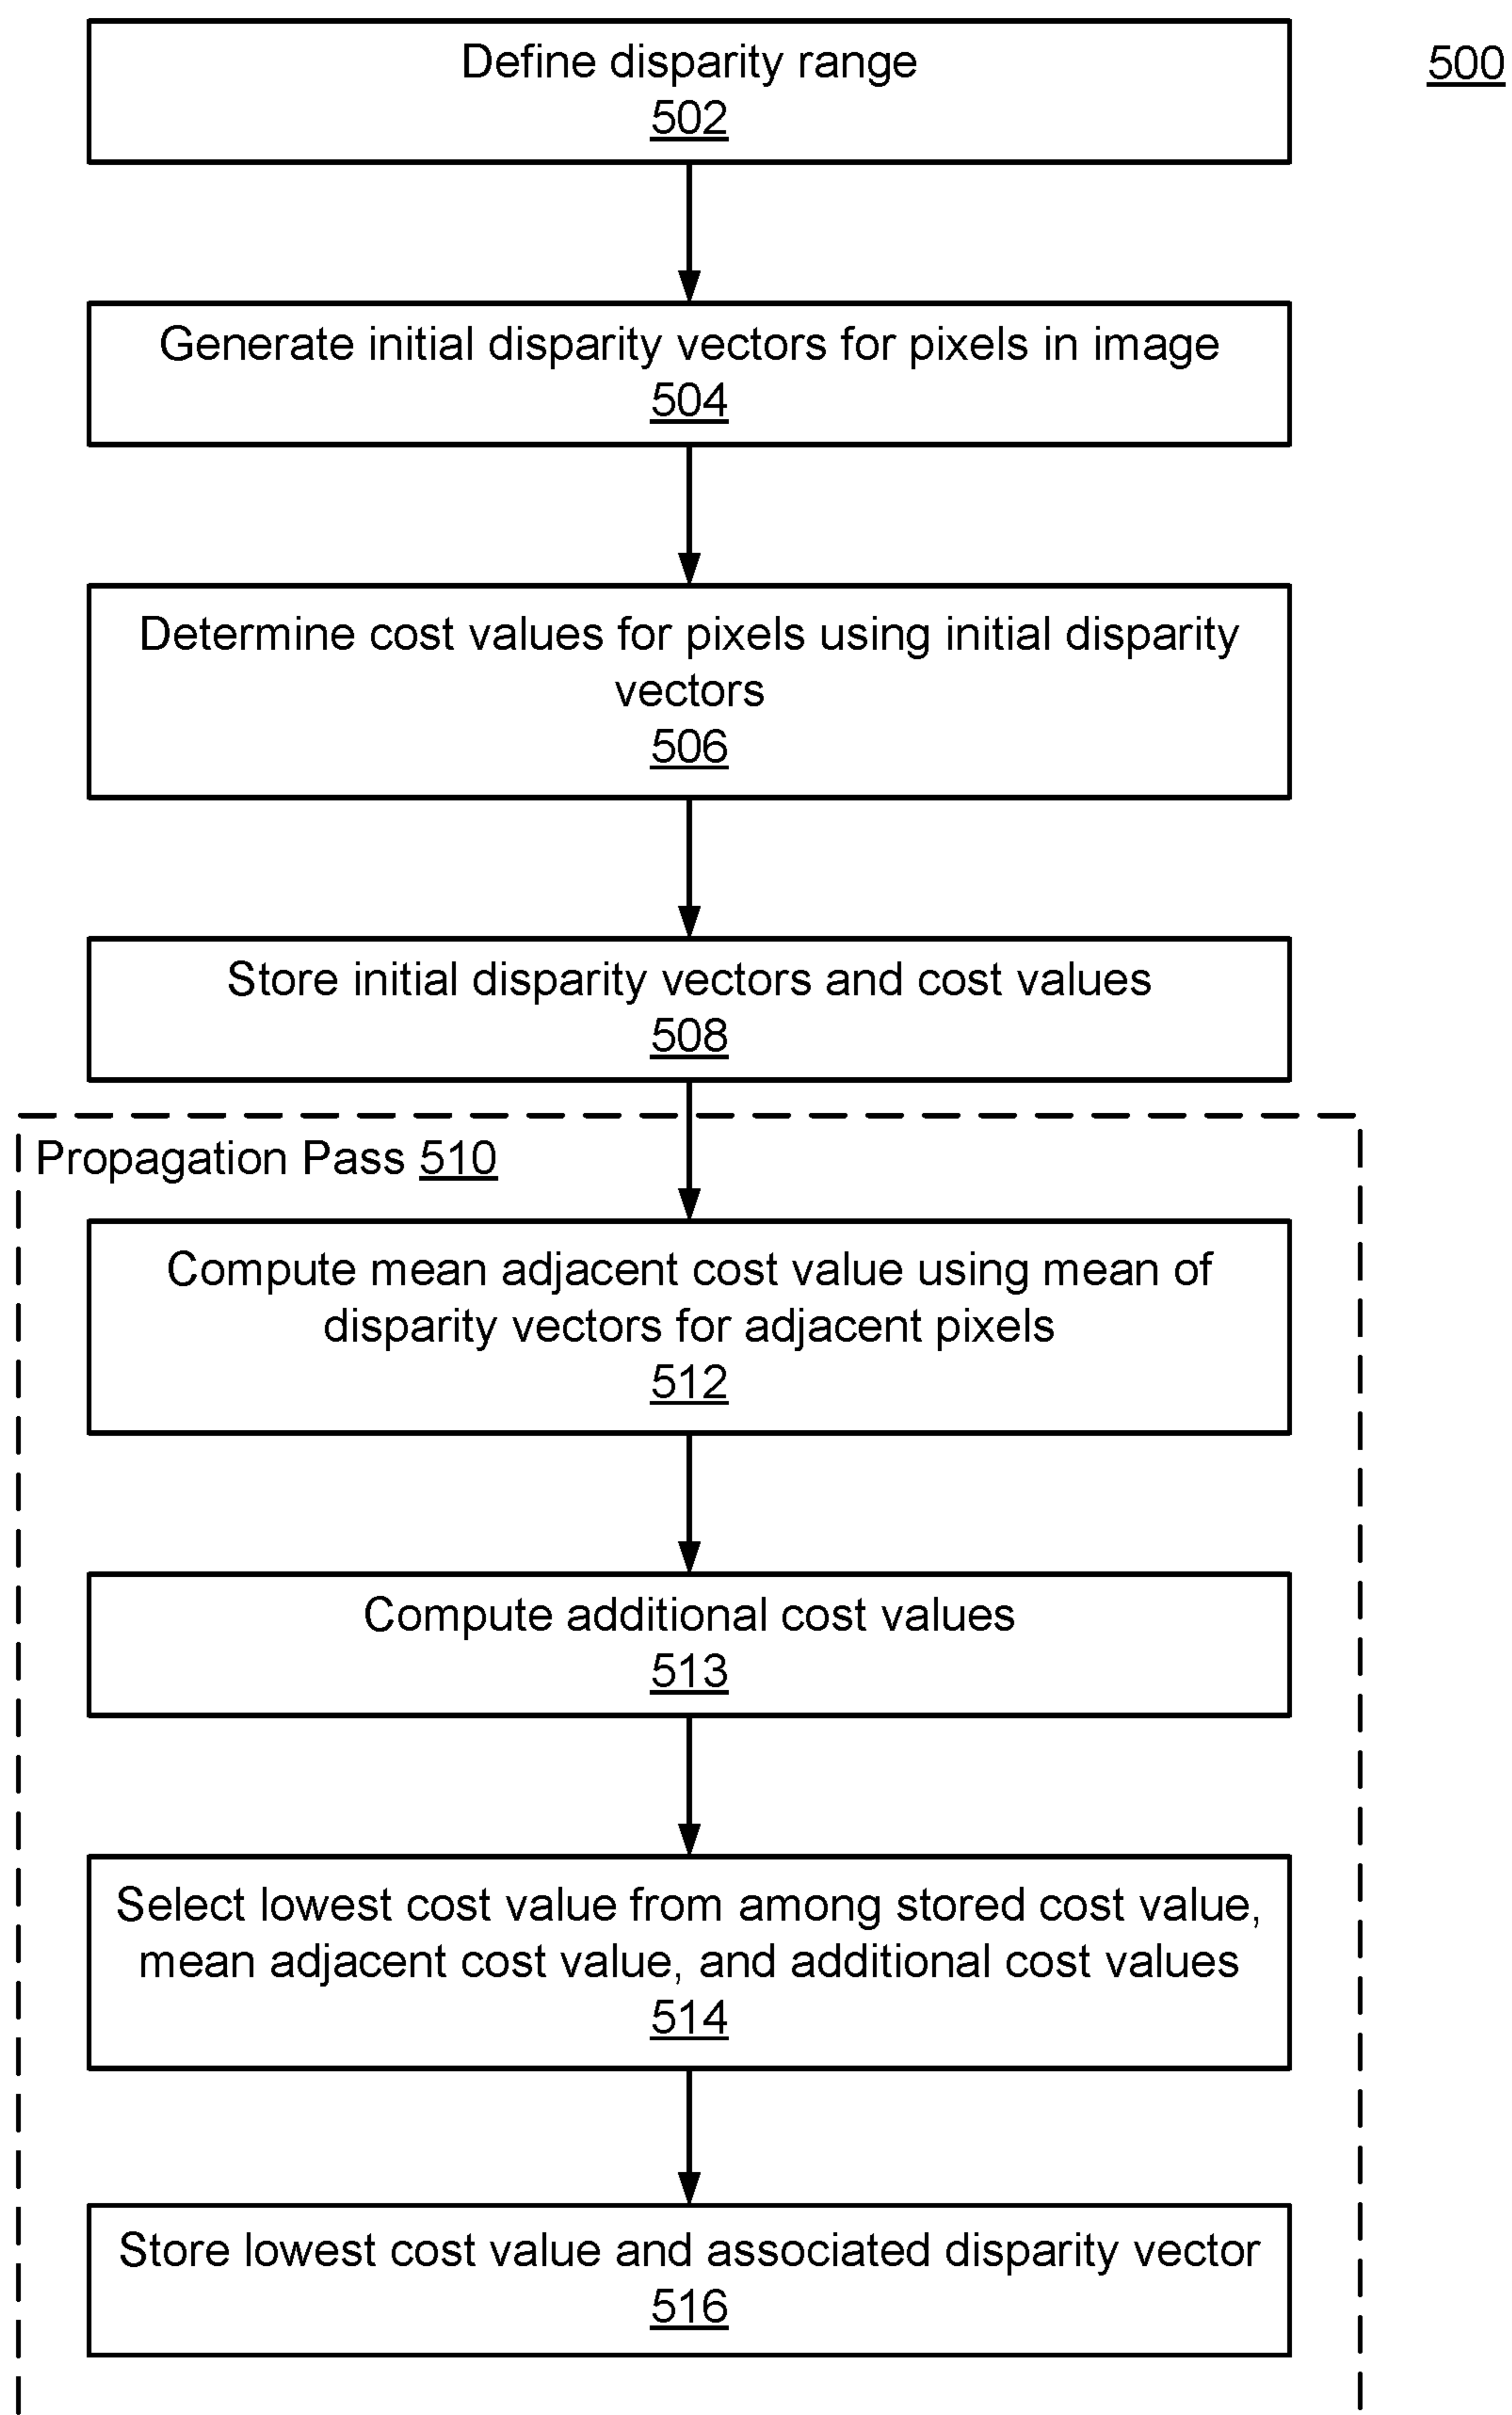 500
Define disparity range
502
Generate initial disparity vectors for pixels in image
504
Determine cost values for pixels using initial disparity
vectors
506
Store initial disparity vectors and cost values
508
Propagation Pass 510
Compute mean adjacent cost value using mean of
disparity vectors for adjacent pixels
512
Compute additional cost values
513
Select lowest cost value from among stored cost value,
mean adjacent cost value, and additional cost values
514
Store lowest cost value and associated disparity vector
516